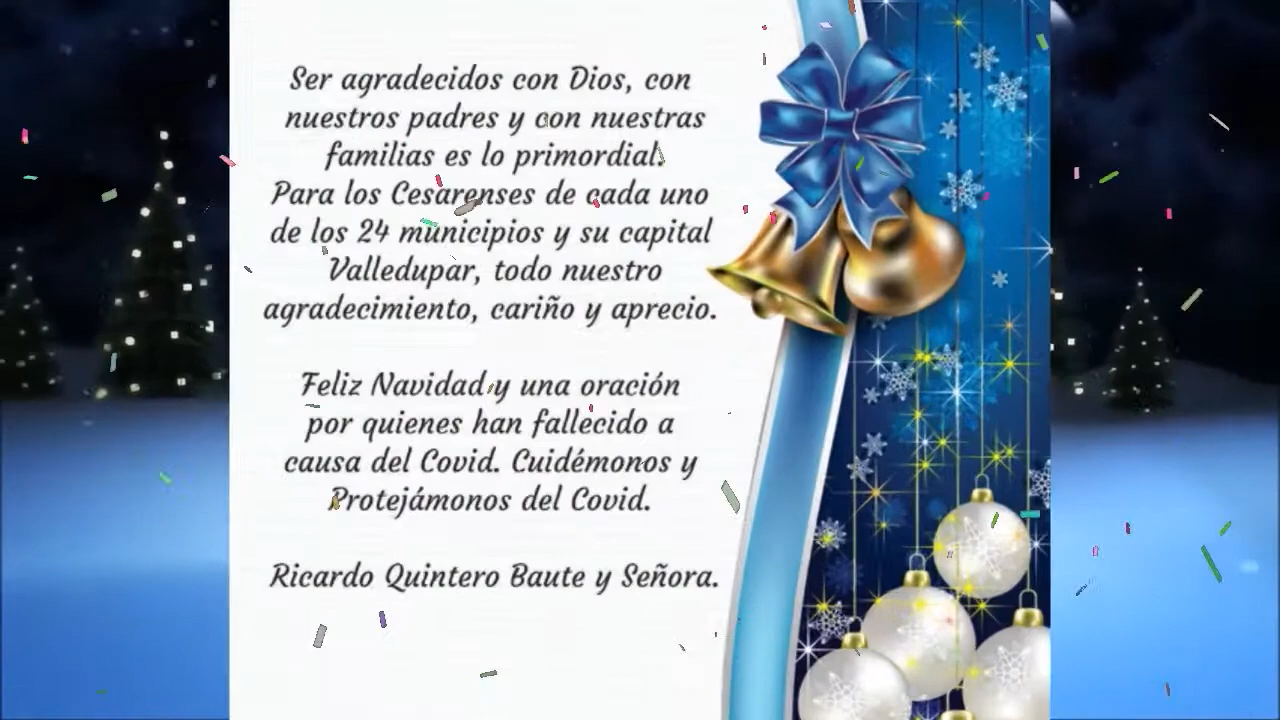 Ser agradecidos con Dios, con
nuestros padres y con nuestras
familias es lo primordial.
Para los Cesarenses de cada uno
de los 24 municipios y su capital
Valledupar, todo nuestro
agradecimiento, cariño y aprecio.
Feliz Navidad y una oración
por quienes han fallecido a
causa del Covid. Cuidémonos y
Protejámonos del Covid.
Ricardo Quintero Baute y Señora.